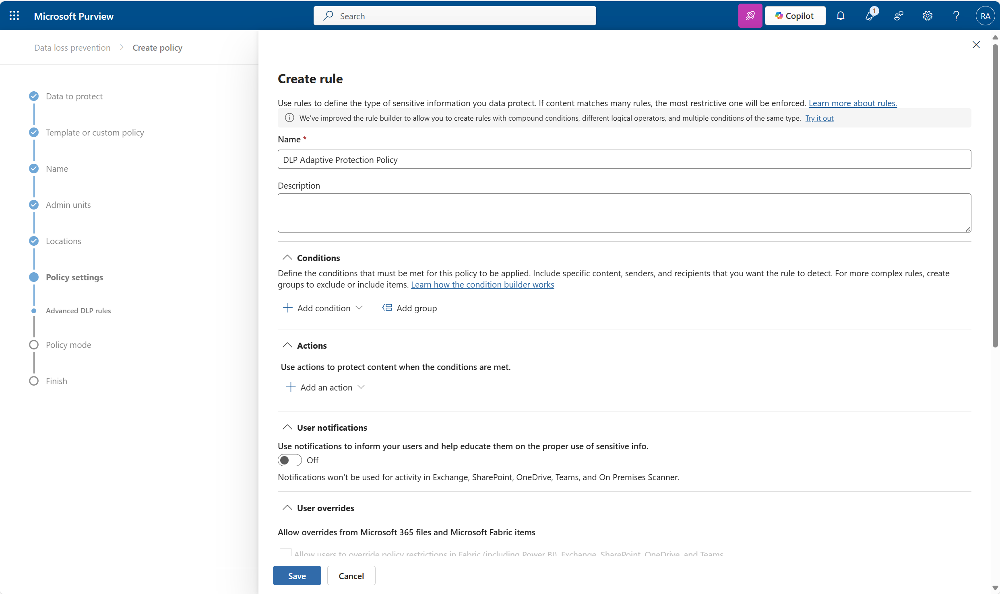 Microsoft Purview
Search
Copilot
1
RA
Data loss prevention
Create policy
Data to protect
Template or custom policy
Name
Admin units
Locations
Policy settings
Advanced DLP rules
Policy mode
Finish
Create rule
Use rules to define the type of sensitive information you data protect. If content matches many rules, the most restrictive one will be enforced. Learn more about rules.
We've improved the rule builder to allow you to create rules with compound conditions, different logical operators, and multiple conditions of the same type. Try it out
Name *
DLP Adaptive Protection Policy
Description
Conditions
Define the conditions that must be met for this policy to be applied. Include specific content, senders, and recipients that you want the rule to detect. For more complex rules, create
groups to exclude or include items. Learn how the condition builder works
Add condition
Add group
Actions
Use actions to protect content when the conditions are met.
Add an action
User notifications
Use notifications to inform your users and help educate them on the proper use of sensitive info.
Off
Notifications won't be used for activity in Exchange, SharePoint, OneDrive, Teams, and On Premises Scanner.
User overrides
Allow overrides from Microsoft 365 files and Microsoft Fabric items
Allow users to override policy restrictions in Fabric (including Power BI), Exchange, SharePoint, OneDrive, and Teams.
Save
Cancel